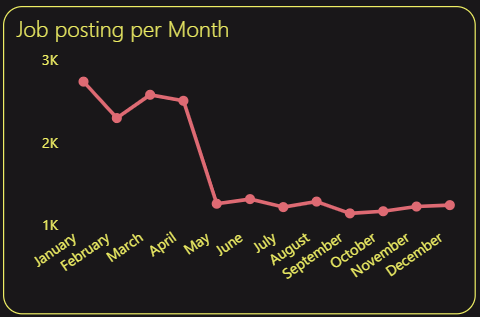 Job posting per Month
3K
2K
1K
January
February
March
April
May
June
July
August
September
October
November
December